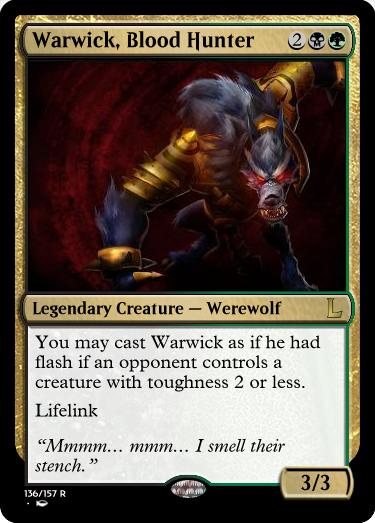 Warwick, Blood Hunter 2
Legendary Creature — Werewolf L
You may cast Warwick as if he had
flash if an opponent controls a
creature with toughness 2 or less.
Lifelink
“Mmmm… mmm… I smell their
stench.”
3/3
136/157 R